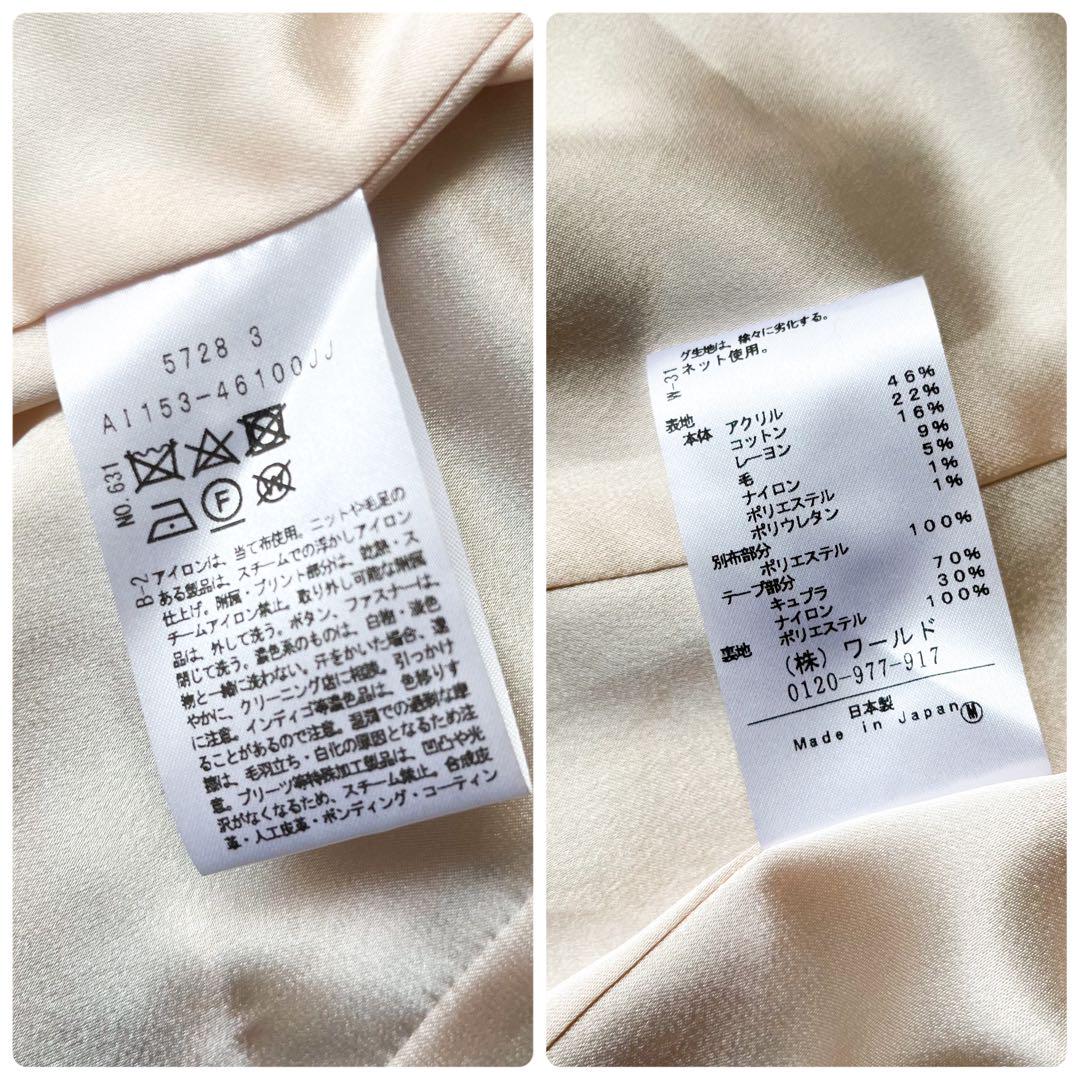 5728 3
AI153-46100JJ
NO.631
F
W
B-2
アイロンは、当て布使用。ニットや毛足の
ある製品は、スチームでの浮かしアイロン
仕上げ。附属・プリント部分は、乾熱・ス
チームアイロン禁止。取り外し可能な附属
品は、外して洗う。ボタン、ファスナーは、
閉じて洗う。濃色系のものは、白物・淡色
物と一緒に洗わない。汗をかいた場合、速
やかに、クリーニング店に相談。引っかけ
に注意。インディゴ等濃色品は、色移りす
ることがあるので注意。湿潤での過剰な摩
擦は、毛羽立ち・白化の原因となるため注
意。プリーツ等特殊加工製品は、凹凸や光
沢がなくなるため、スチーム禁止。合成皮
革・人工皮革・ボンディング・コーティン
グ生地は、徐々に劣化する。
W-31
ネット使用。
表地
本体 アクリル 46%
コットン 22%
レーヨン 16%
毛 9%
ナイロン 5%
ポリエステル 1%
ポリウレタン 1%
別布部分
ポリエステル 100%
テープ部分
キュプラ 70%
ナイロン 30%
裏地 ポリエステル 100%
(株)ワールド
0120-977-917
日本製
Made in Japan M